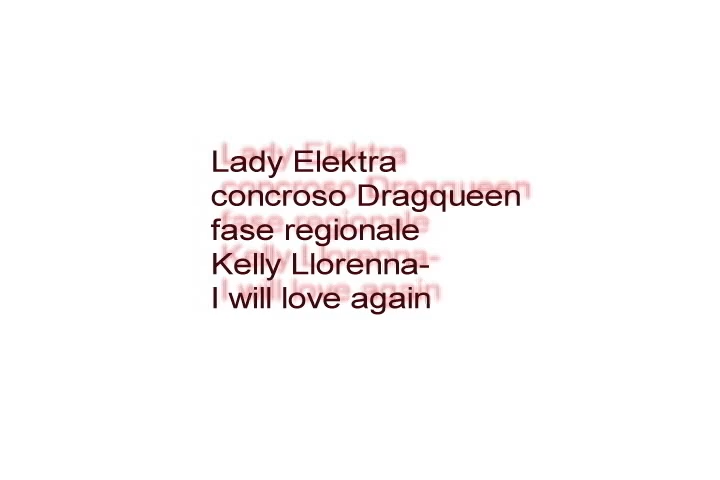 Lady Elektra
concroso Dragqueen
fase regionale
Kelly Llorenna-
I will love again